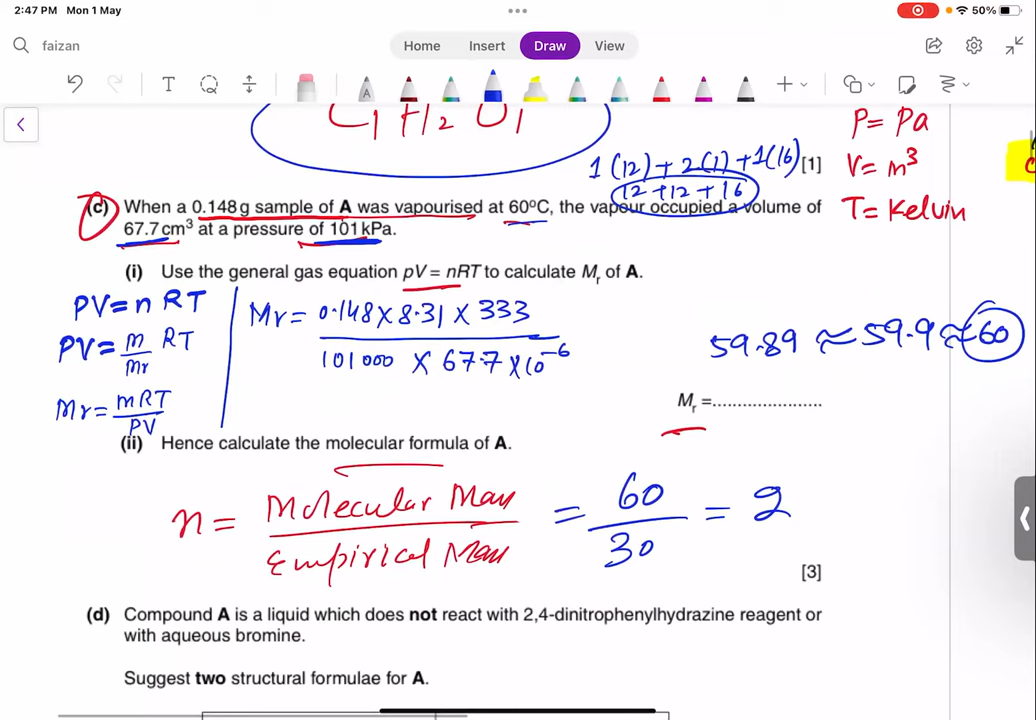 2:47 PM Mon 1 May
50%
faizan
Home Insert Draw View
T
A
C1 H2 O1
P = Pa
1(12) + 2(1) + 1(16) [1]
V = m³
12 + 12 + 16
(c) When a 0.148 g sample of A was vapourised at 60°C, the vapour occupied a volume of
T = Kelvin
67.7 cm³ at a pressure of 101 kPa.
(i) Use the general gas equation pV = nRT to calculate Mr of A.
PV = n RT
Mr = 0.148 × 8.31 × 333
101000 × 67.7 × 10⁻⁶
PV = m/Mr RT
59.89 ≈ 59.9 ≈ 60
Mr = mRT/PV
Mr =......................
(ii) Hence calculate the molecular formula of A.
n = Molecular Mass / Empirical Mass = 60/30 = 2
[3]
(d) Compound A is a liquid which does not react with 2,4-dinitrophenylhydrazine reagent or
with aqueous bromine.
Suggest two structural formulae for A.